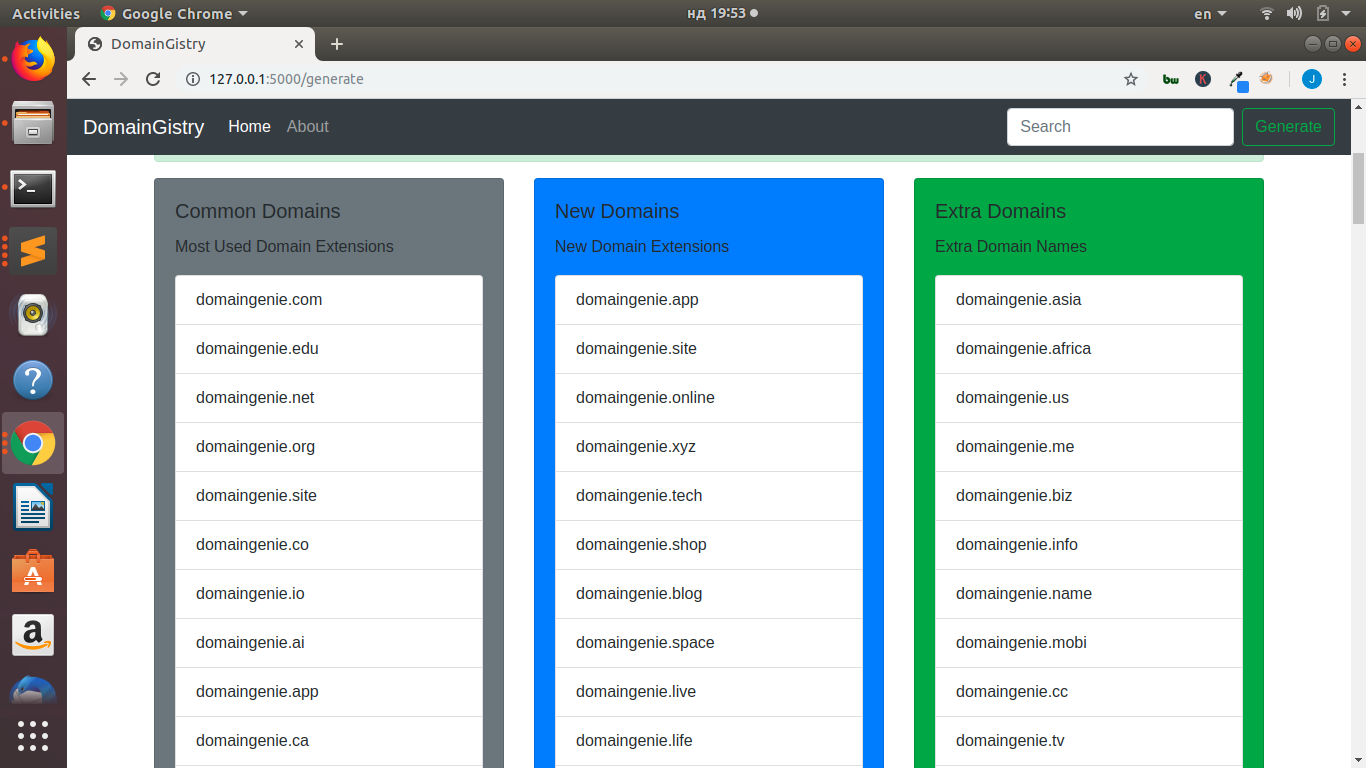 Activities Google Chrome нд 19:53 en
DomainGistry
127.0.0.1:5000/generate bw K J
DomainGistry Home About Search Generate
Common Domains
Most Used Domain Extensions
domaingenie.com
domaingenie.edu
domaingenie.net
domaingenie.org
domaingenie.site
domaingenie.co
domaingenie.io
domaingenie.ai
domaingenie.app
domaingenie.ca
New Domains
New Domain Extensions
domaingenie.app
domaingenie.site
domaingenie.online
domaingenie.xyz
domaingenie.tech
domaingenie.shop
domaingenie.blog
domaingenie.space
domaingenie.live
domaingenie.life
Extra Domains
Extra Domain Names
domaingenie.asia
domaingenie.africa
domaingenie.us
domaingenie.me
domaingenie.biz
domaingenie.info
domaingenie.name
domaingenie.mobi
domaingenie.cc
domaingenie.tv